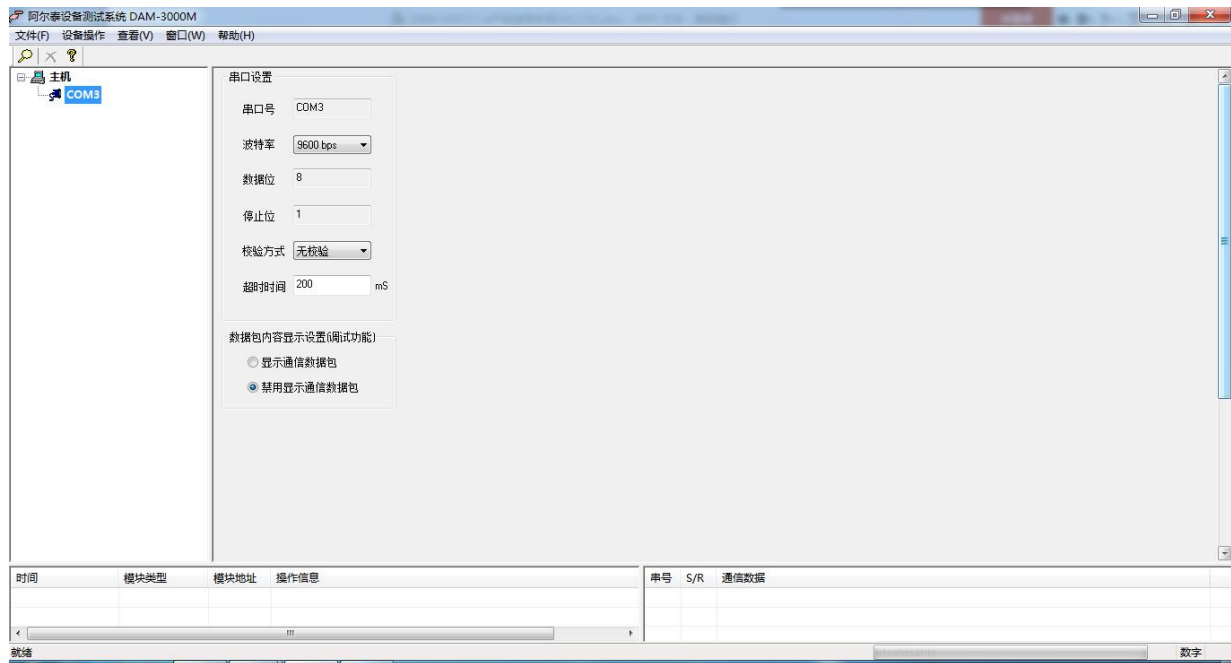 阿尔泰设备测试系统 DAM-3000M
文件(F) 设备操作 查看(V) 窗口(W) 帮助(H)
主机
COM3
串口设置
串口号 COM3
波特率 9600 bps
数据位 8
停止位 1
校验方式 无校验
超时时间 200 mS
数据包内容显示设置(调试功能)
显示通信数据包
禁用显示通信数据包
时间 模块类型 模块地址 操作信息 串号 S/R 通信数据
就绪 数字